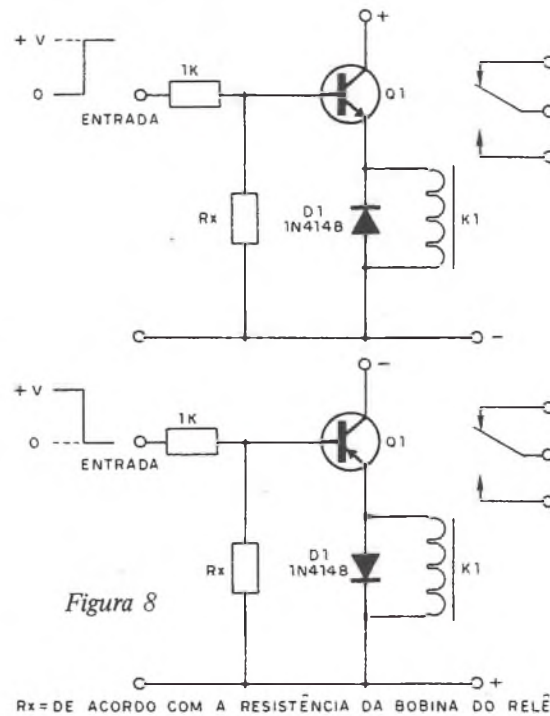 +
+ V
1K
Q1
0
ENTRADA
Rx
D1
1N4148
K1
-
-
+ V
1K
Q1
0
ENTRADA
Rx
D1
1N4148
K1
Figura 8
+
Rx = DE ACORDO COM A RESISTÊNCIA DA BOBINA DO RELÊ